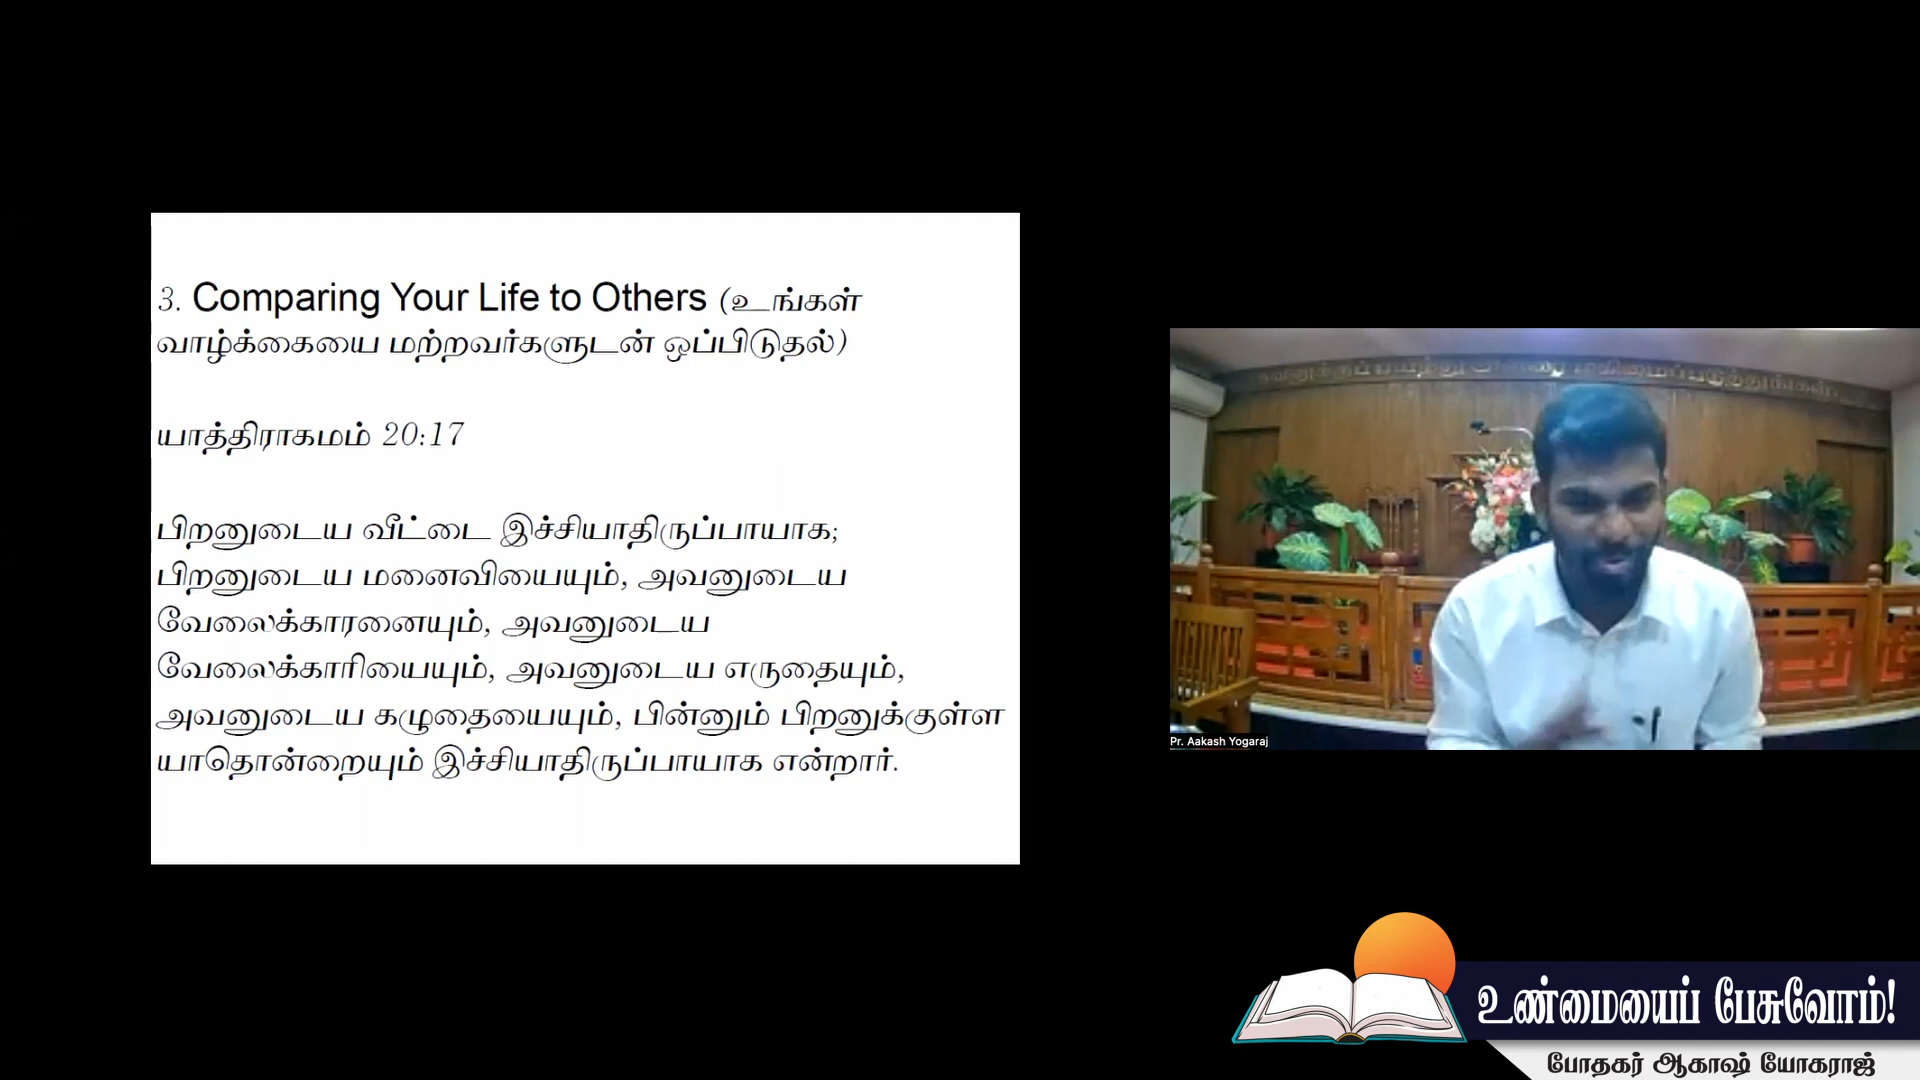 3. Comparing Your Life to Others (உங்கள்
வாழ்க்கையை மற்றவர்களுடன் ஒப்பிடுதல்)
யாத்திராகமம் 20:17
பிறனுடைய வீட்டை இச்சியாதிருப்பாயாக;
பிறனுடைய மனைவியையும், அவனுடைய
வேலைக்காரனையும், அவனுடைய
வேலைக்காரியையும், அவனுடைய எருதையும்,
அவனுடைய கழுதையையும், பின்னும் பிறனுக்குள்ள
யாதொன்றையும் இச்சியாதிருப்பாயாக என்றார்.
Pr. Aakash Yogaraj
உண்மையைப் பேசுவோம்!
போதகர் ஆகாஷ் யோகராஜ்